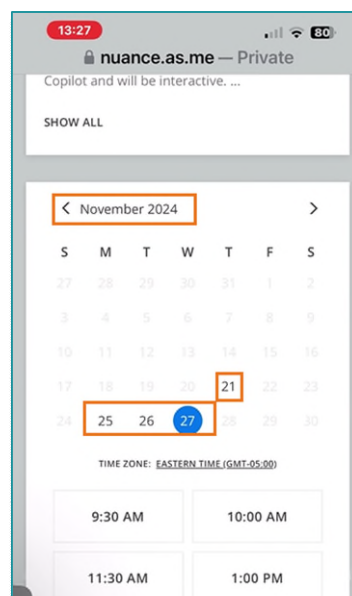 13:27 80
nuance.as.me — Private
Copilot and will be interactive. ...
SHOW ALL
< November 2024 >
S M T W T F S
27 28 29 30 31 1 2
3 4 5 6 7 8 9
10 11 12 13 14 15 16
17 18 19 20 21 22 23
24 25 26 27 28 29 30
TIME ZONE: EASTERN TIME (GMT-05:00)
9:30 AM 10:00 AM
11:30 AM 1:00 PM